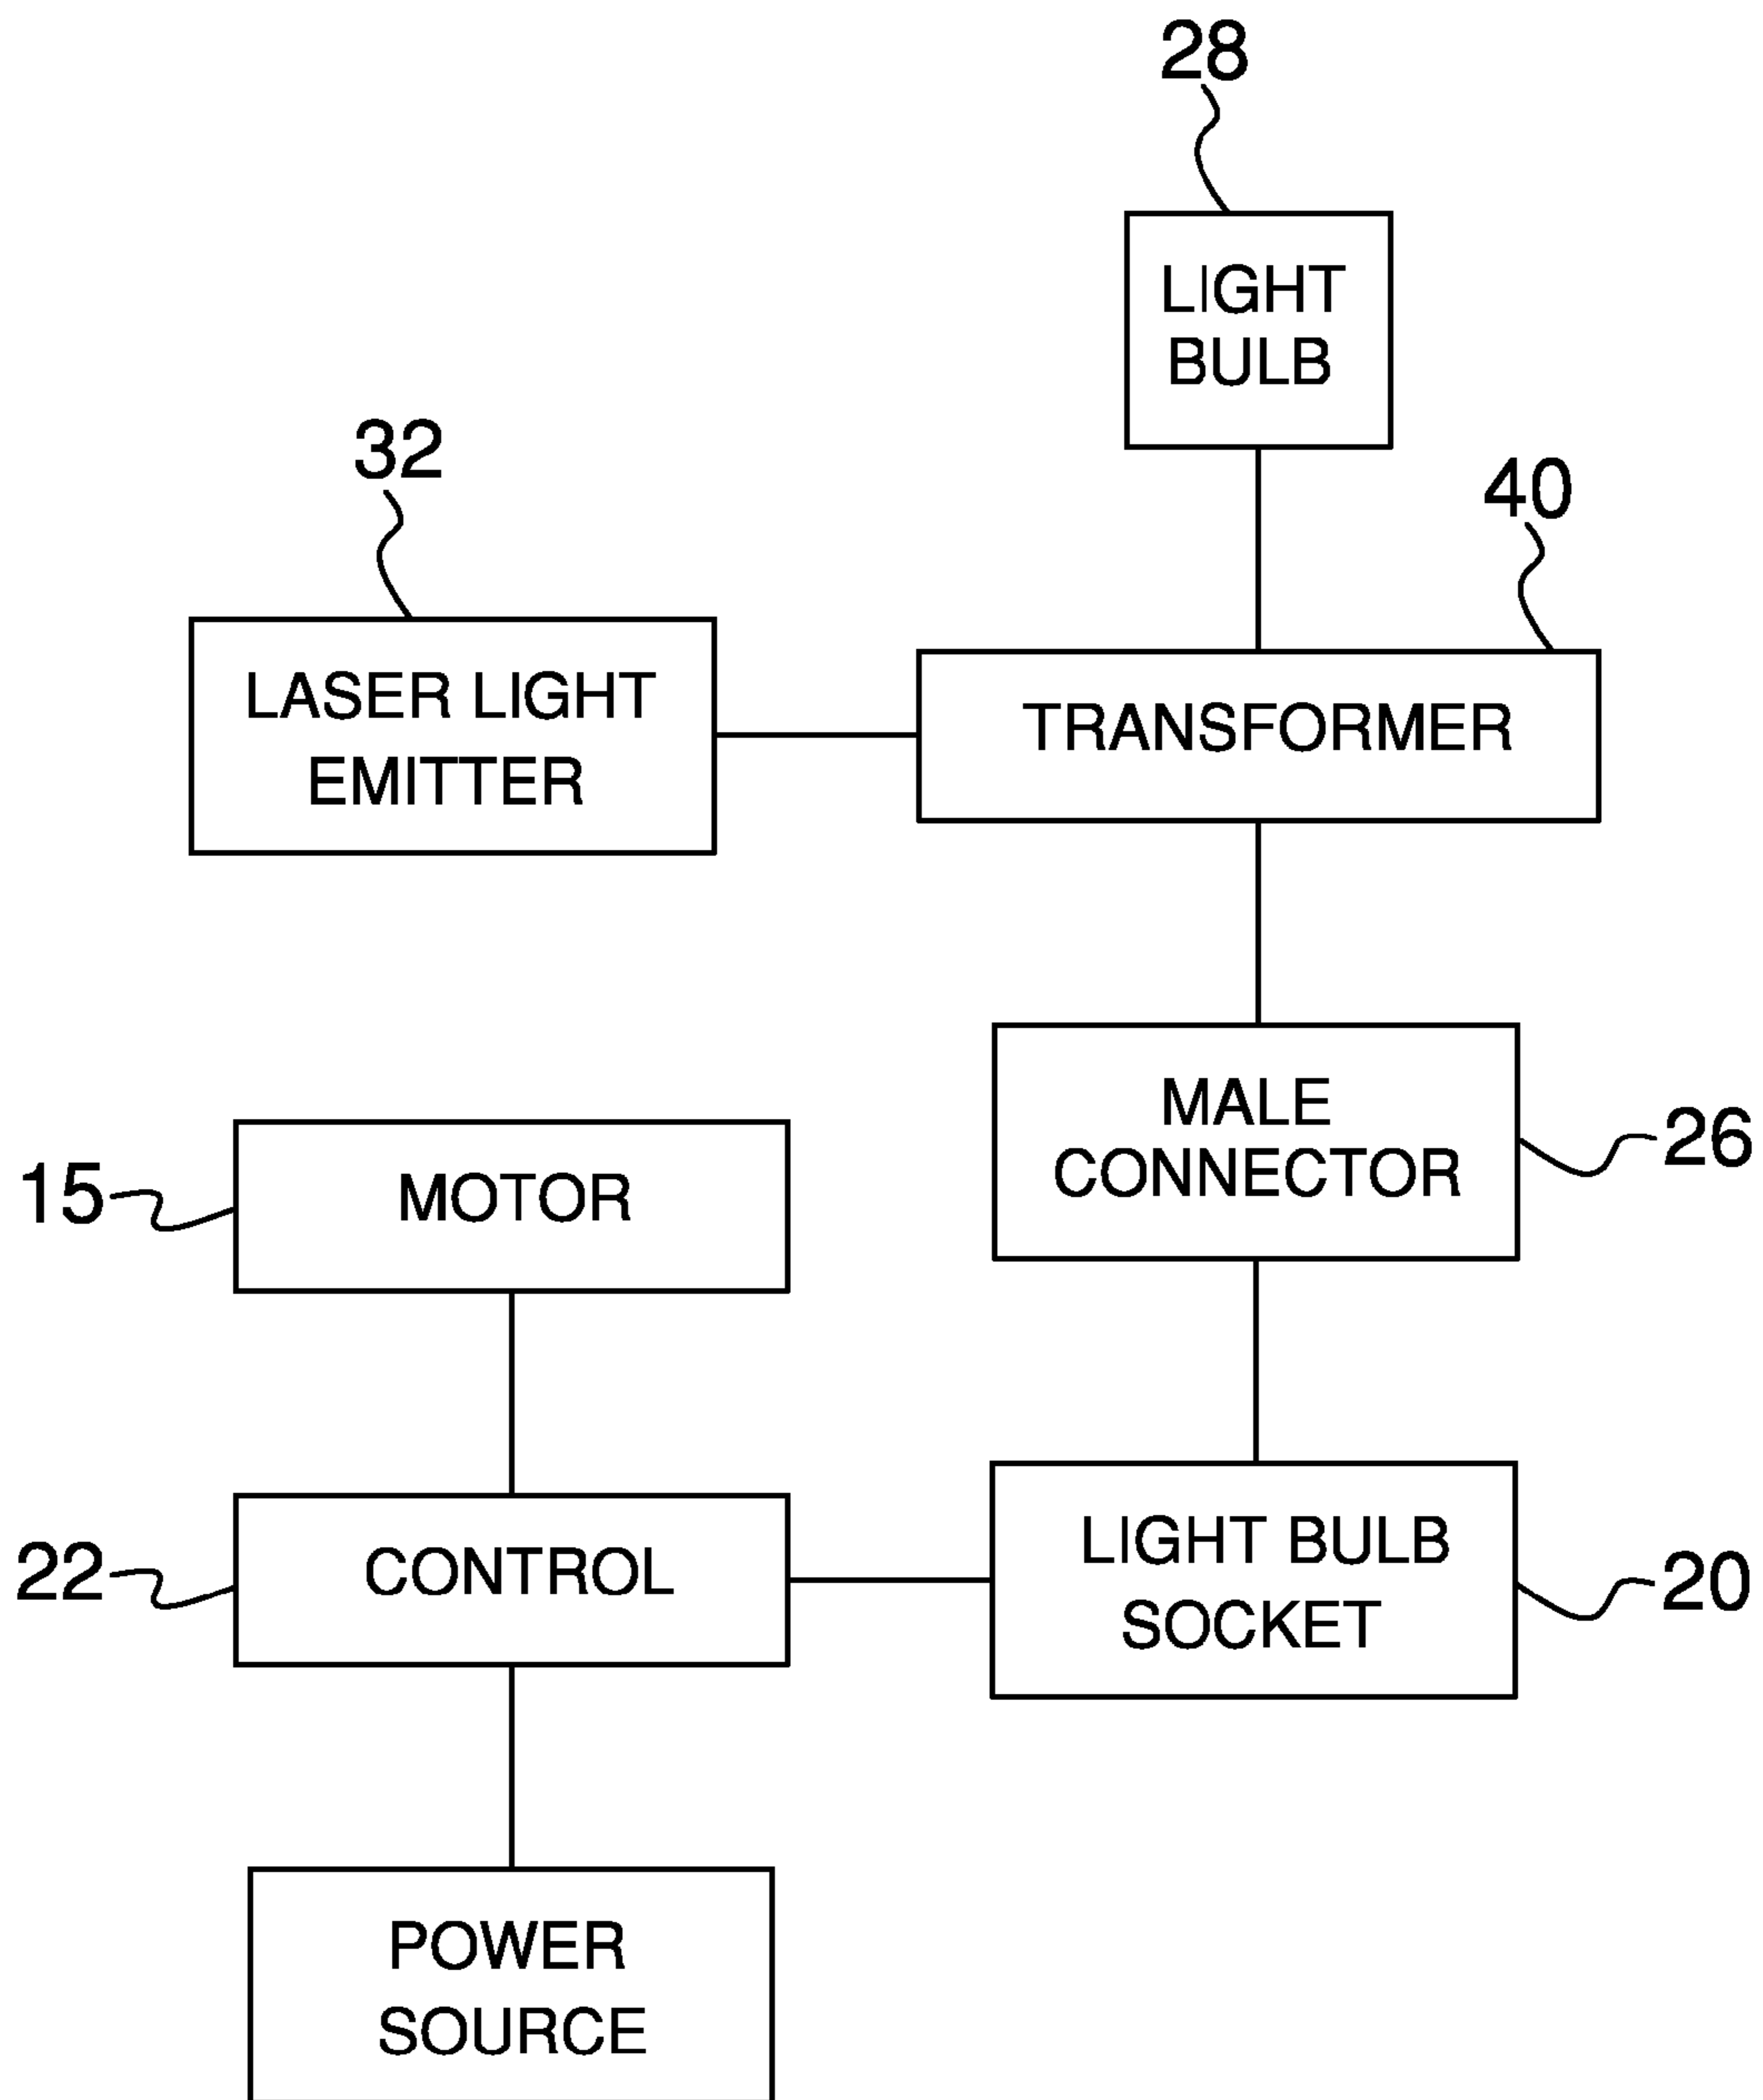 28
LIGHT
BULB
32
40
LASER LIGHT
EMITTER
TRANSFORMER
MALE
CONNECTOR
26
15
MOTOR
22
CONTROL
LIGHT BULB
SOCKET
20
POWER
SOURCE